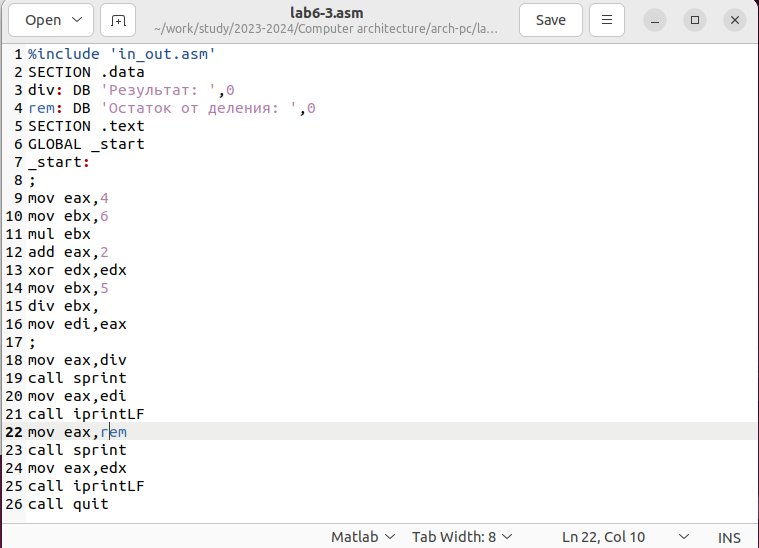 Open
lab6-3.asm
~/work/study/2023-2024/Computer architecture/arch-pc/la...
Save
1 %include 'in_out.asm'
2 SECTION .data
3 div: DB 'Результат: ',0
4 rem: DB 'Остаток от деления: ',0
5 SECTION .text
6 GLOBAL _start
7 _start:
8 ;
9 mov eax,4
10 mov ebx,6
11 mul ebx
12 add eax,2
13 xor edx,edx
14 mov ebx,5
15 div ebx,
16 mov edi,eax
17 ;
18 mov eax,div
19 call sprint
20 mov eax,edi
21 call iprintLF
22 mov eax,rem
23 call sprint
24 mov eax,edx
25 call iprintLF
26 call quit
Matlab Tab Width: 8 Ln 22, Col 10 INS